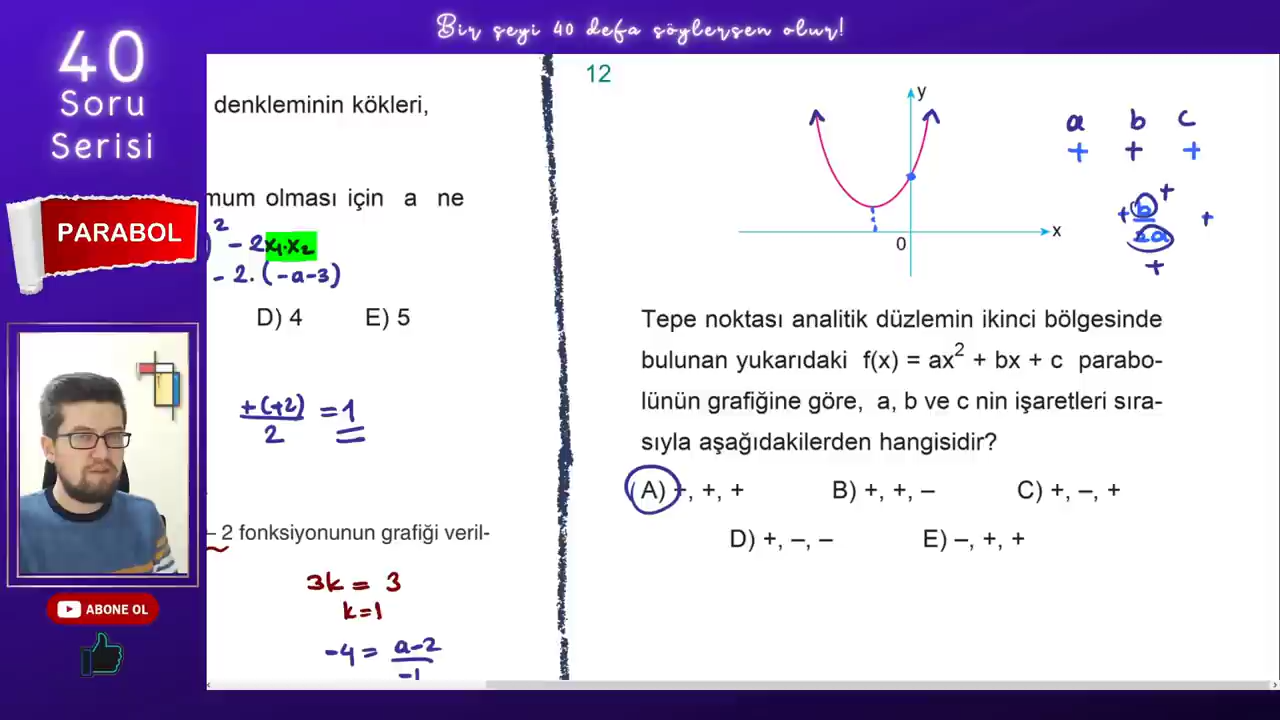 Bir şeyi 40 defa söylersen olur!
40
Soru
Serisi
PARABOL
ABONE OL
denkleminin kökleri,
mum olması için a ne
)² - 2x₁.x₂
- 2.(-a-3)
D) 4 E) 5
+(+2)/2 = 1
- 2 fonksiyonunun grafiği veril-
3k = 3
k=1
-4 = a-2/-1
12
y
x
0
a b c
+ + +
+ b + +
2a
+
Tepe noktası analitik düzlemin ikinci bölgesinde
bulunan yukarıdaki f(x) = ax² + bx + c parabo-
lünün grafiğine göre, a, b ve c nin işaretleri sıra-
sıyla aşağıdakilerden hangisidir?
A) +, +, + B) +, +, – C) +, –, +
D) +, –, – E) –, +, +